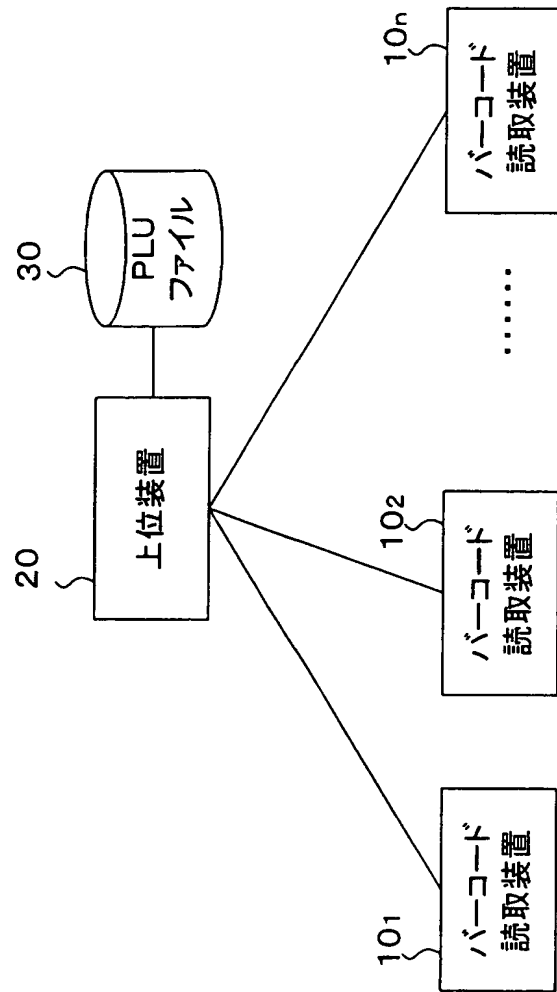 20
上位装置
30
PLU
ファイル
10₁
バーコード
読取装置
10₂
バーコード
読取装置
......
10ₙ
バーコード
読取装置